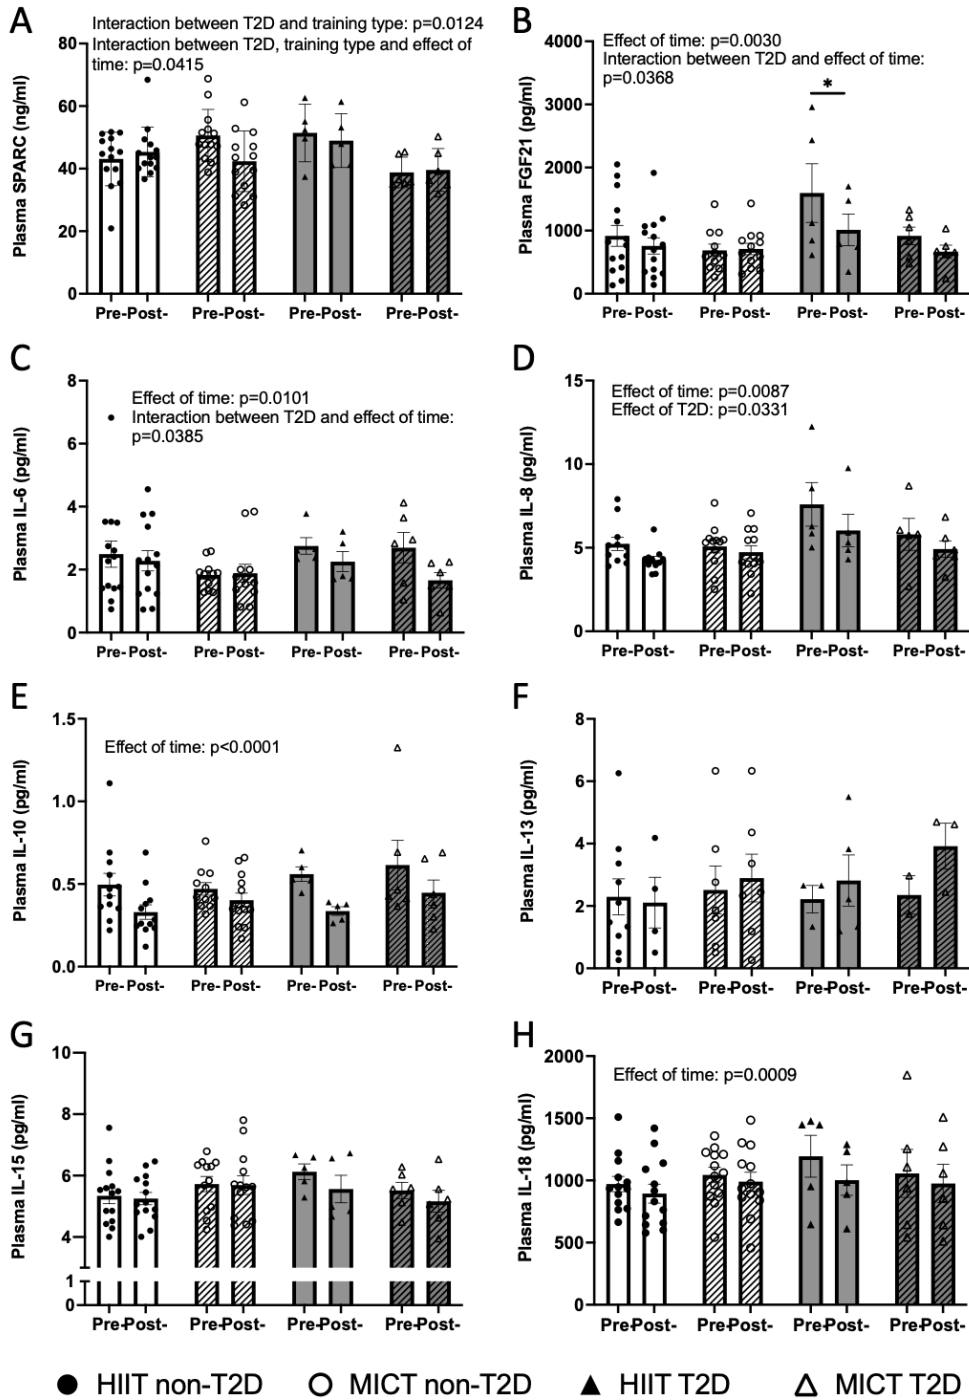 A
Interaction between T2D and training type: p=0.0124
Interaction between T2D, training type and effect of
time: p=0.0415
Plasma SPARC (ng/ml)
80
60
40
20
0
Pre-Post- Pre-Post- Pre-Post- Pre-Post-
B
Effect of time: p=0.0030
Interaction between T2D and effect of time:
p=0.0368
*
Plasma FGF21 (pg/ml)
4000
3000
2000
1000
0
Pre-Post- Pre-Post- Pre-Post- Pre-Post-
C
Effect of time: p=0.0101
Interaction between T2D and effect of time:
p=0.0385
Plasma IL-6 (pg/ml)
8
6
4
2
0
Pre-Post- Pre-Post- Pre-Post- Pre-Post-
D
Effect of time: p=0.0087
Effect of T2D: p=0.0331
Plasma IL-8 (pg/ml)
15
10
5
0
Pre-Post- Pre-Post- Pre-Post- Pre-Post-
E
Effect of time: p<0.0001
Plasma IL-10 (pg/ml)
1.5
1.0
0.5
0.0
Pre-Post- Pre-Post- Pre-Post- Pre-Post-
F
Plasma IL-13 (pg/ml)
8
6
4
2
0
Pre-Post- Pre-Post- Pre-Post- Pre-Post-
G
Plasma IL-15 (pg/ml)
10
8
6
4
1
0
Pre-Post- Pre-Post- Pre-Post- Pre-Post-
H
Effect of time: p=0.0009
Plasma IL-18 (pg/ml)
2000
1500
1000
500
0
Pre-Post- Pre-Post- Pre-Post- Pre-Post-
HIIT non-T2D MICT non-T2D HIIT T2D MICT T2D